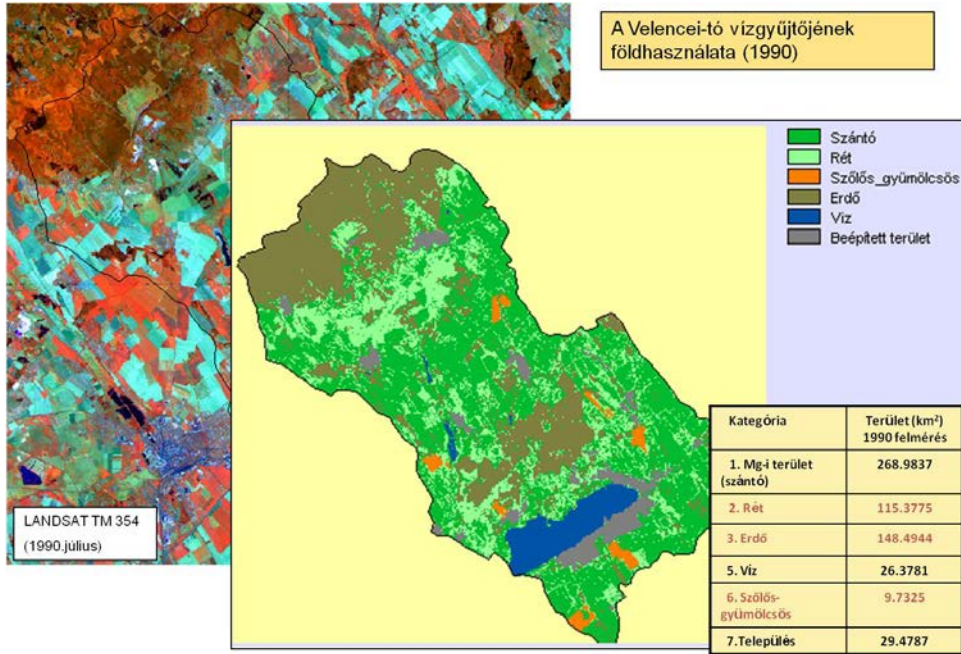 A Velencei-tó vízgyűjtőjének
földhasználata (1990)
Szántó
Rét
Szőlős_gyümölcsös
Erdő
Víz
Beépített terület
LANDSAT TM 354
(1990.július)
Kategória Terület (km²)
1990 felmérés
1. Mg-i terület
(szántó) 268.9837
2. Rét 115.3775
3. Erdő 148.4944
5. Víz 26.3781
6. Szőlős-
gyümölcsös 9.7325
7.Település 29.4787